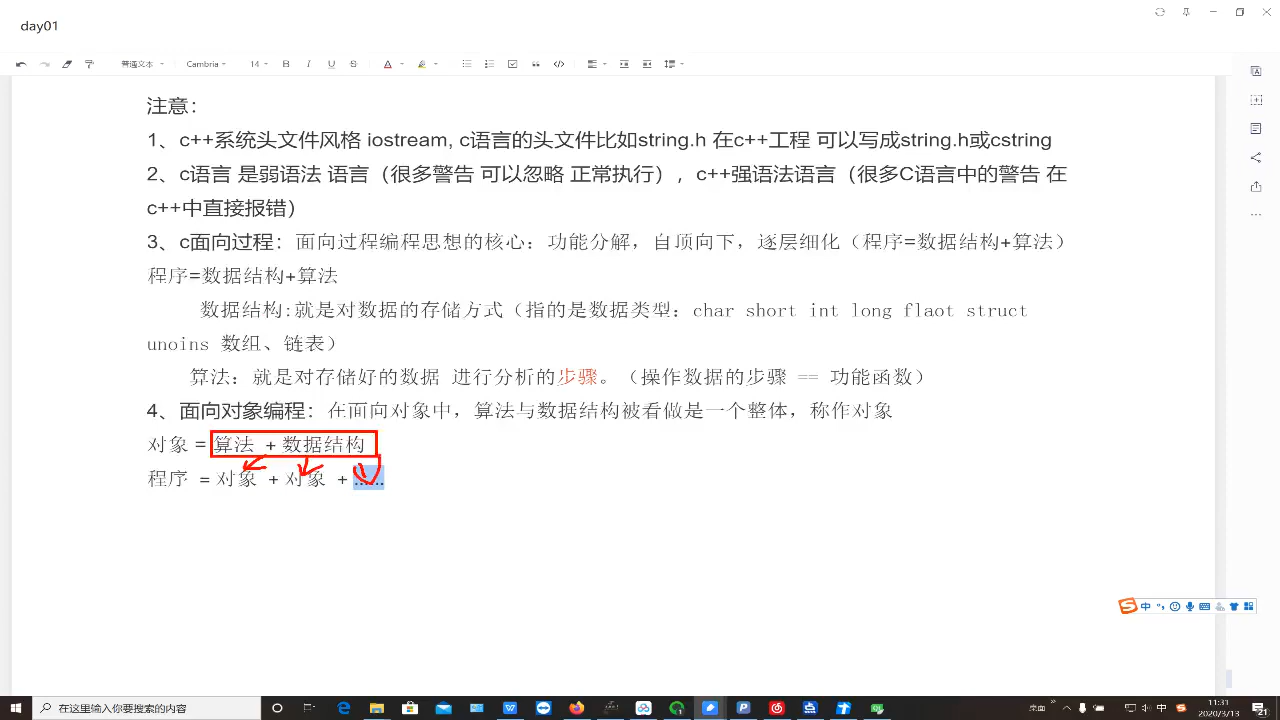 day01
普通文本
Cambria
14
B I U S A
注意：
1、c++系统头文件风格 iostream, c语言的头文件比如string.h 在c++工程 可以写成string.h或cstring
2、c语言 是弱语法 语言（很多警告 可以忽略 正常执行），c++强语法语言（很多C语言中的警告 在
c++中直接报错）
3、c面向过程：面向过程编程思想的核心：功能分解，自顶向下，逐层细化（程序=数据结构+算法）
程序=数据结构+算法
数据结构:就是对数据的存储方式（指的是数据类型：char short int long flaot struct
unoins 数组、链表）
算法：就是对存储好的数据 进行分析的步骤。（操作数据的步骤 == 功能函数）
4、面向对象编程：在面向对象中，算法与数据结构被看做是一个整体，称作对象
对象 = 算法 + 数据结构
程序 = 对象 + 对象 + ......
中
在这里输入你要搜索的内容
桌面
中
11:31
2020/3/13
21